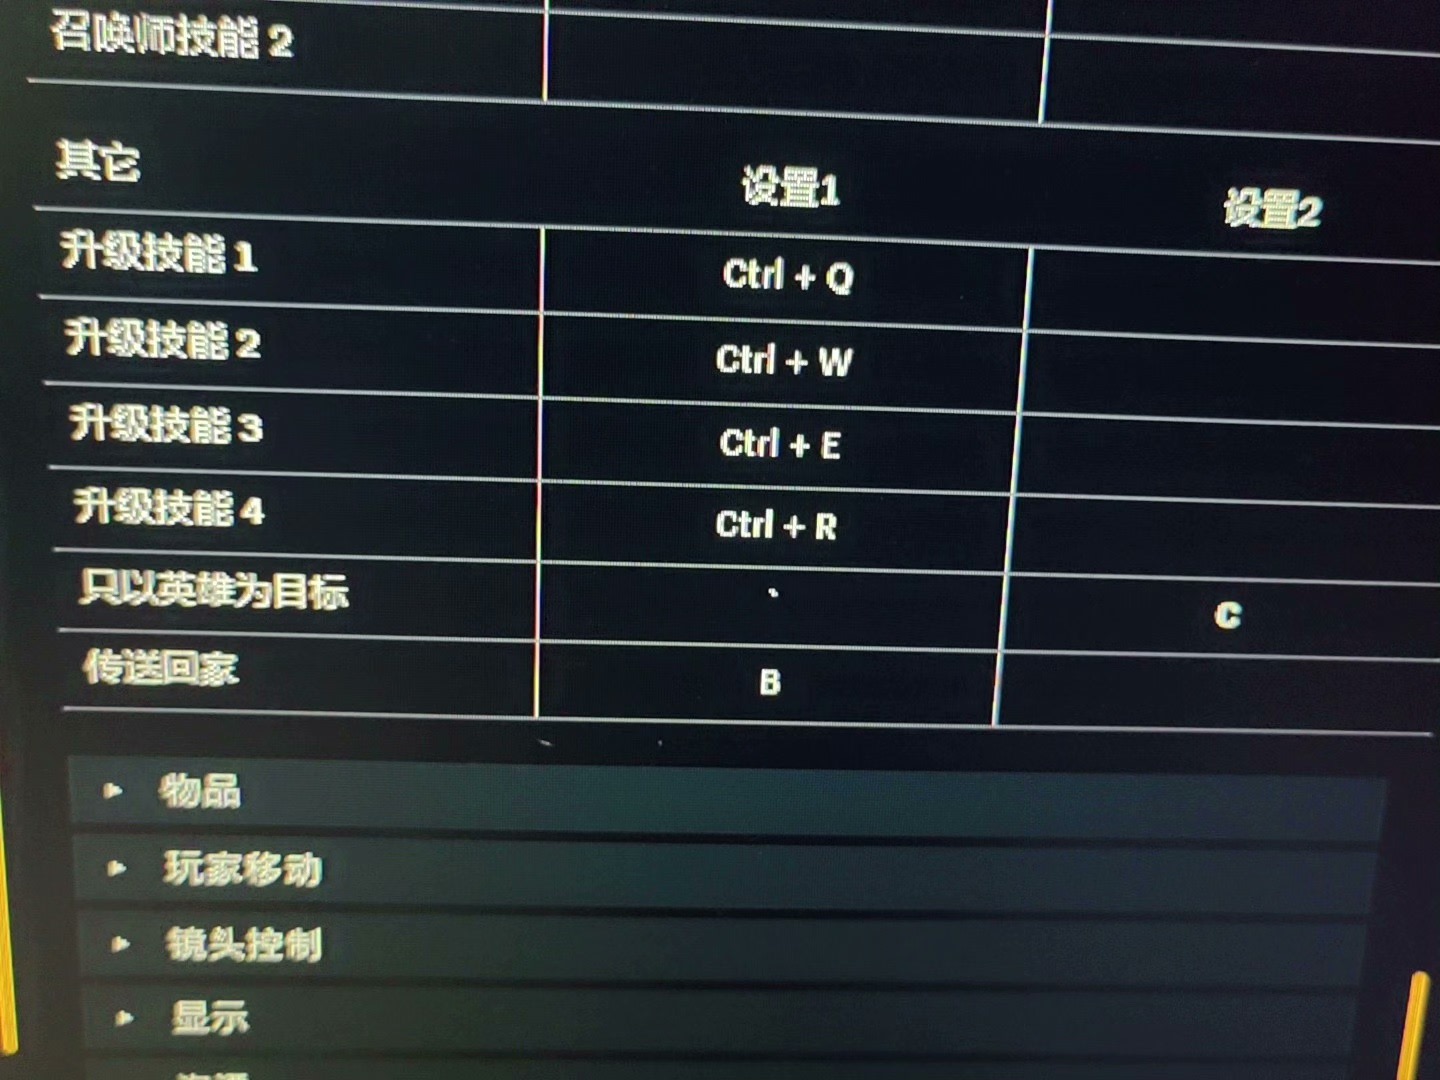 召唤师技能 2
其它 设置1 设置2
升级技能 1 Ctrl + Q
升级技能 2 Ctrl + W
升级技能 3 Ctrl + E
升级技能 4 Ctrl + R
只以英雄为目标 ` C
传送回家 B
物品
玩家移动
镜头控制
显示